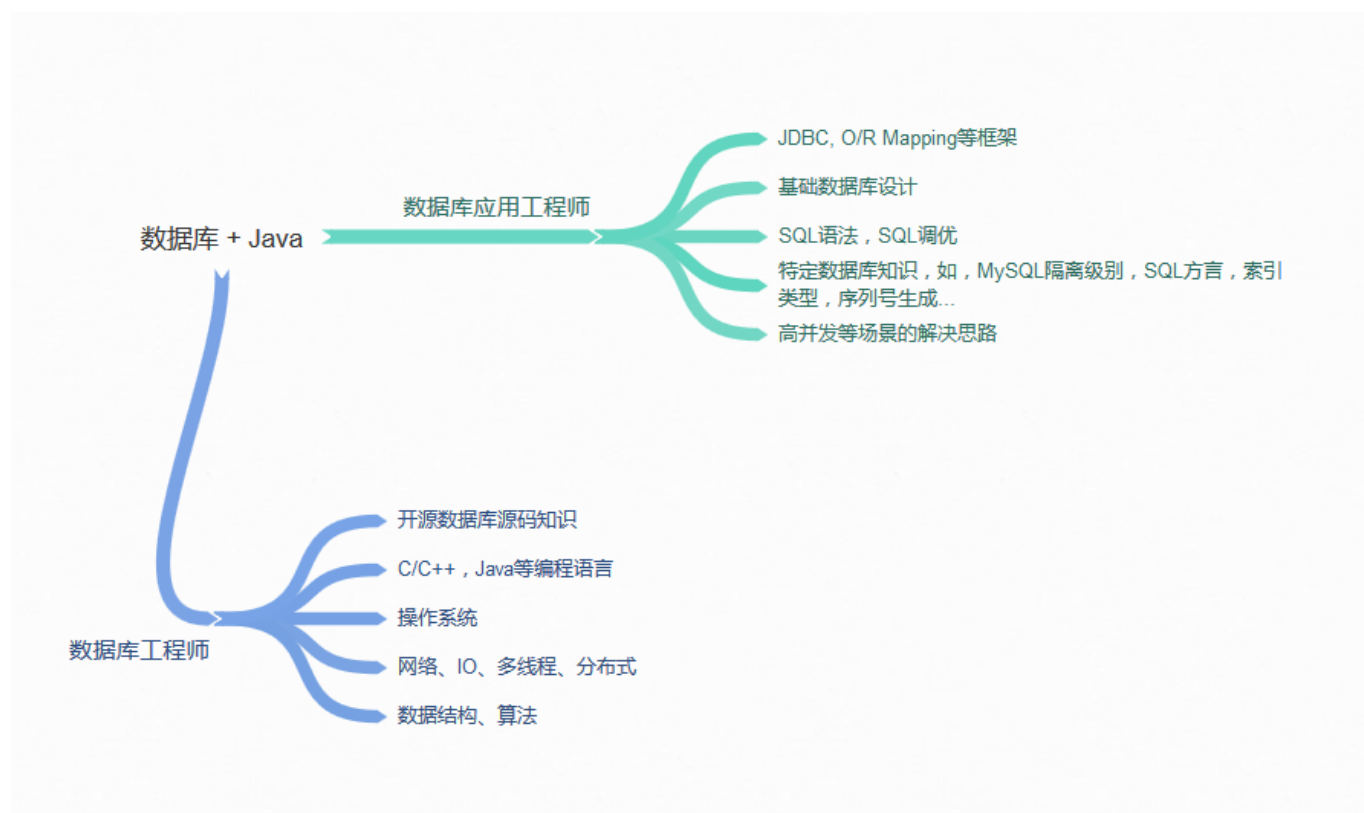 数据库 + Java
数据库应用工程师
JDBC, O/R Mapping等框架
基础数据库设计
SQL语法，SQL调优
特定数据库知识，如，MySQL隔离级别，SQL方言，索引
类型，序列号生成...
高并发等场景的解决思路
数据库工程师
开源数据库源码知识
C/C++，Java等编程语言
操作系统
网络、IO、多线程、分布式
数据结构、算法